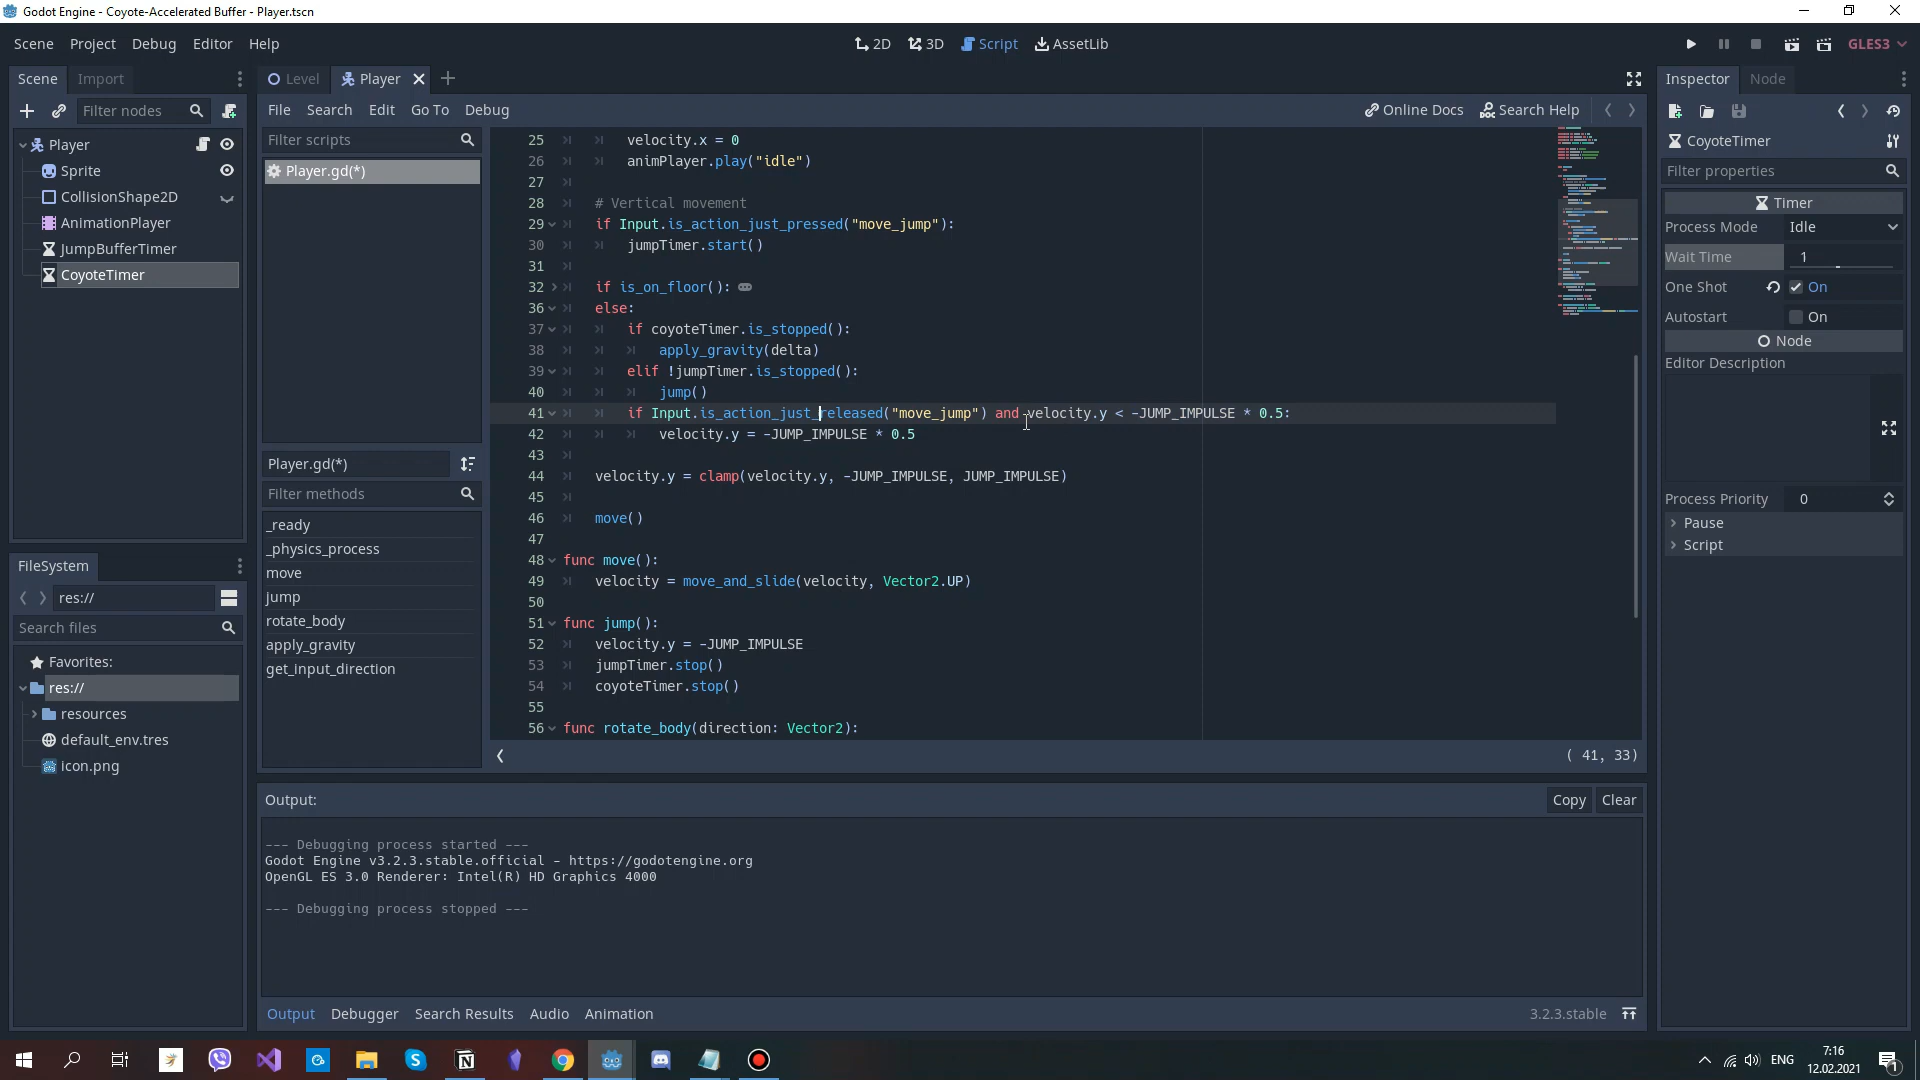 Godot Engine - Coyote-Accelerated Buffer - Player.tscn
Scene Project Debug Editor Help
2D 3D Script AssetLib
GLES3
Scene Import
Filter nodes
Player
Sprite
CollisionShape2D
AnimationPlayer
JumpBufferTimer
CoyoteTimer
FileSystem
res://
Search files
Favorites:
res://
resources
default_env.tres
icon.png
Level Player
File Search Edit Go To Debug
Online Docs Search Help
Filter scripts
Player.gd(*)
Player.gd(*)
Filter methods
_ready
_physics_process
move
jump
rotate_body
apply_gravity
get_input_direction
25 velocity.x = 0
26 animPlayer.play("idle")
27
28 # Vertical movement
29 if Input.is_action_just_pressed("move_jump"):
30 jumpTimer.start()
31
32 if is_on_floor():
36 else:
37 if coyoteTimer.is_stopped():
38 apply_gravity(delta)
39 elif !jumpTimer.is_stopped():
40 jump()
41 if Input.is_action_just_released("move_jump") and velocity.y < -JUMP_IMPULSE * 0.5:
42 velocity.y = -JUMP_IMPULSE * 0.5
43
44 velocity.y = clamp(velocity.y, -JUMP_IMPULSE, JUMP_IMPULSE)
45
46 move()
47
48 func move():
49 velocity = move_and_slide(velocity, Vector2.UP)
50
51 func jump():
52 velocity.y = -JUMP_IMPULSE
53 jumpTimer.stop()
54 coyoteTimer.stop()
55
56 func rotate_body(direction: Vector2):
( 41, 33)
Output:
Copy Clear
--- Debugging process started ---
Godot Engine v3.2.3.stable.official - https://godotengine.org
OpenGL ES 3.0 Renderer: Intel(R) HD Graphics 4000
--- Debugging process stopped ---
Output Debugger Search Results Audio Animation
3.2.3.stable
Inspector Node
CoyoteTimer
Filter properties
Timer
Process Mode Idle
Wait Time 1
One Shot On
Autostart On
Node
Editor Description
Process Priority 0
Pause
Script
ENG
7:16
12.02.2021
1